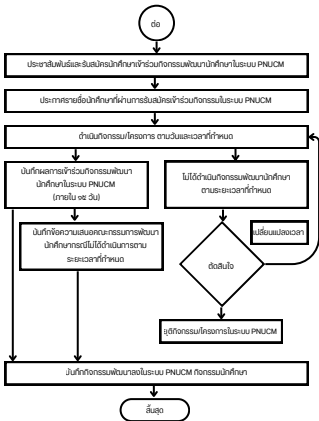 ต่อ
ประชาสัมพันธ์และรับสมัครนักศึกษาเข้าร่วมกิจกรรมพัฒนานักศึกษาในระบบ PNUCM
ประกาศรายชื่อนักศึกษาที่ผ่านการรับสมัครเข้าร่วมกิจกรรมในระบบ PNUCM
ดำเนินกิจกรรม/โครงการ ตามวันและเวลาที่กำหนด
บันทึกผลการเข้าร่วมกิจกรรมพัฒนา
นักศึกษาในระบบ PNUCM
(ภายใน ๑๕ วัน)
ไม่ได้ดำเนินกิจกรรมพัฒนานักศึกษา
ตามระยะเวลาที่กำหนด
บันทึกข้อความเสนอคณะกรรมการพัฒนา
นักศึกษากรณีไม่ได้ดำเนินการตาม
ระยะเวลาที่กำหนด
เปลี่ยนแปลงเวลา
ตัดสินใจ
ยุติกิจกรรม/โครงการในระบบ PNUCM
บันทึกกิจกรรมพัฒนาลงในระบบ PNUCM กิจกรรมนักศึกษา
สิ้นสุด